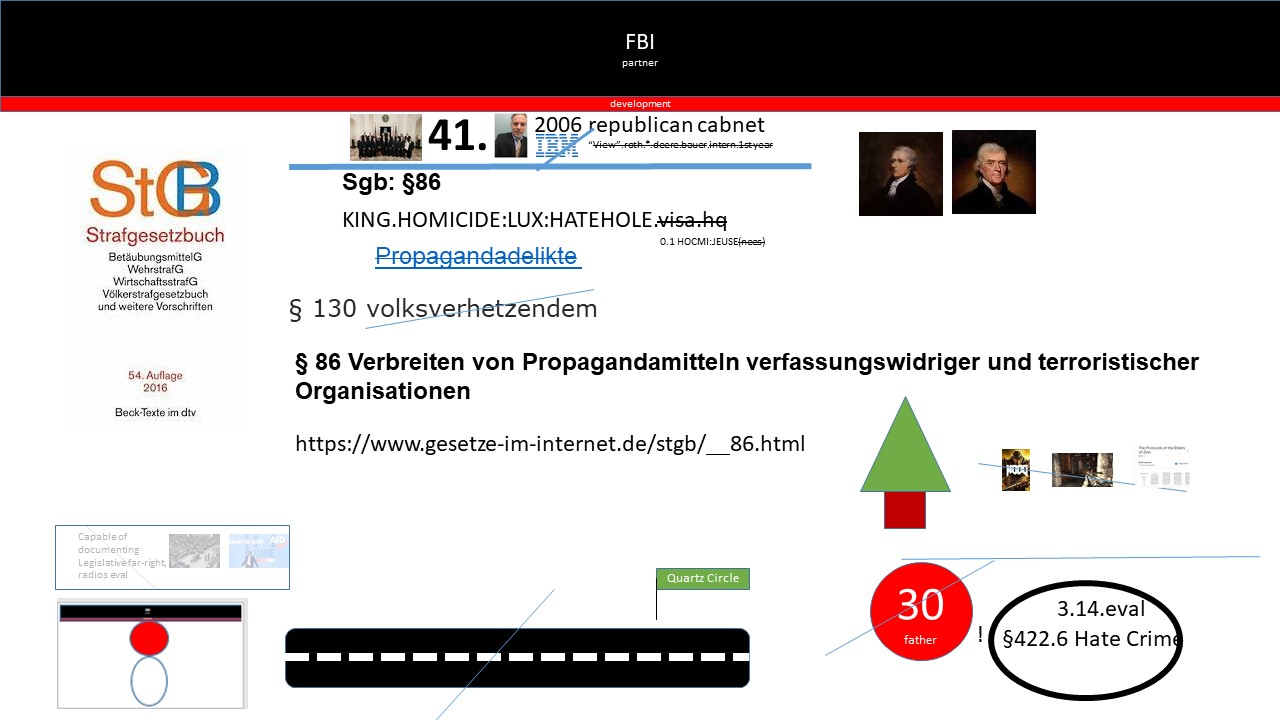 FBI
partner
development
41.
2006 republican cabnet
IBM
"View".roth.*.deere.bauer.intern.1styear
Sgb: §86
KING.HOMICIDE:LUX:HATEHOLE.visa.hq
0.1 HOCMI:JEUSE(nees)
Propagandadelikte
§ 130 volksverhetzendem
§ 86 Verbreiten von Propagandamitteln verfassungswidriger und terroristischer
Organisationen
https://www.gesetze-im-internet.de/stgb/__86.html
StGB
Strafgesetzbuch
BetäubungsmittelG
WehrstrafG
WirtschaftsstrafG
Völkerstrafgesetzbuch
und weitere Vorschriften
54. Auflage
2016
Beck-Texte im dtv
The Protocols of the Elders
of Zion
Capable of
documenting
Legislative far-right,
radios eval
AfD
Quartz Circle
30
father
!
3.14.eval
§422.6 Hate Crime